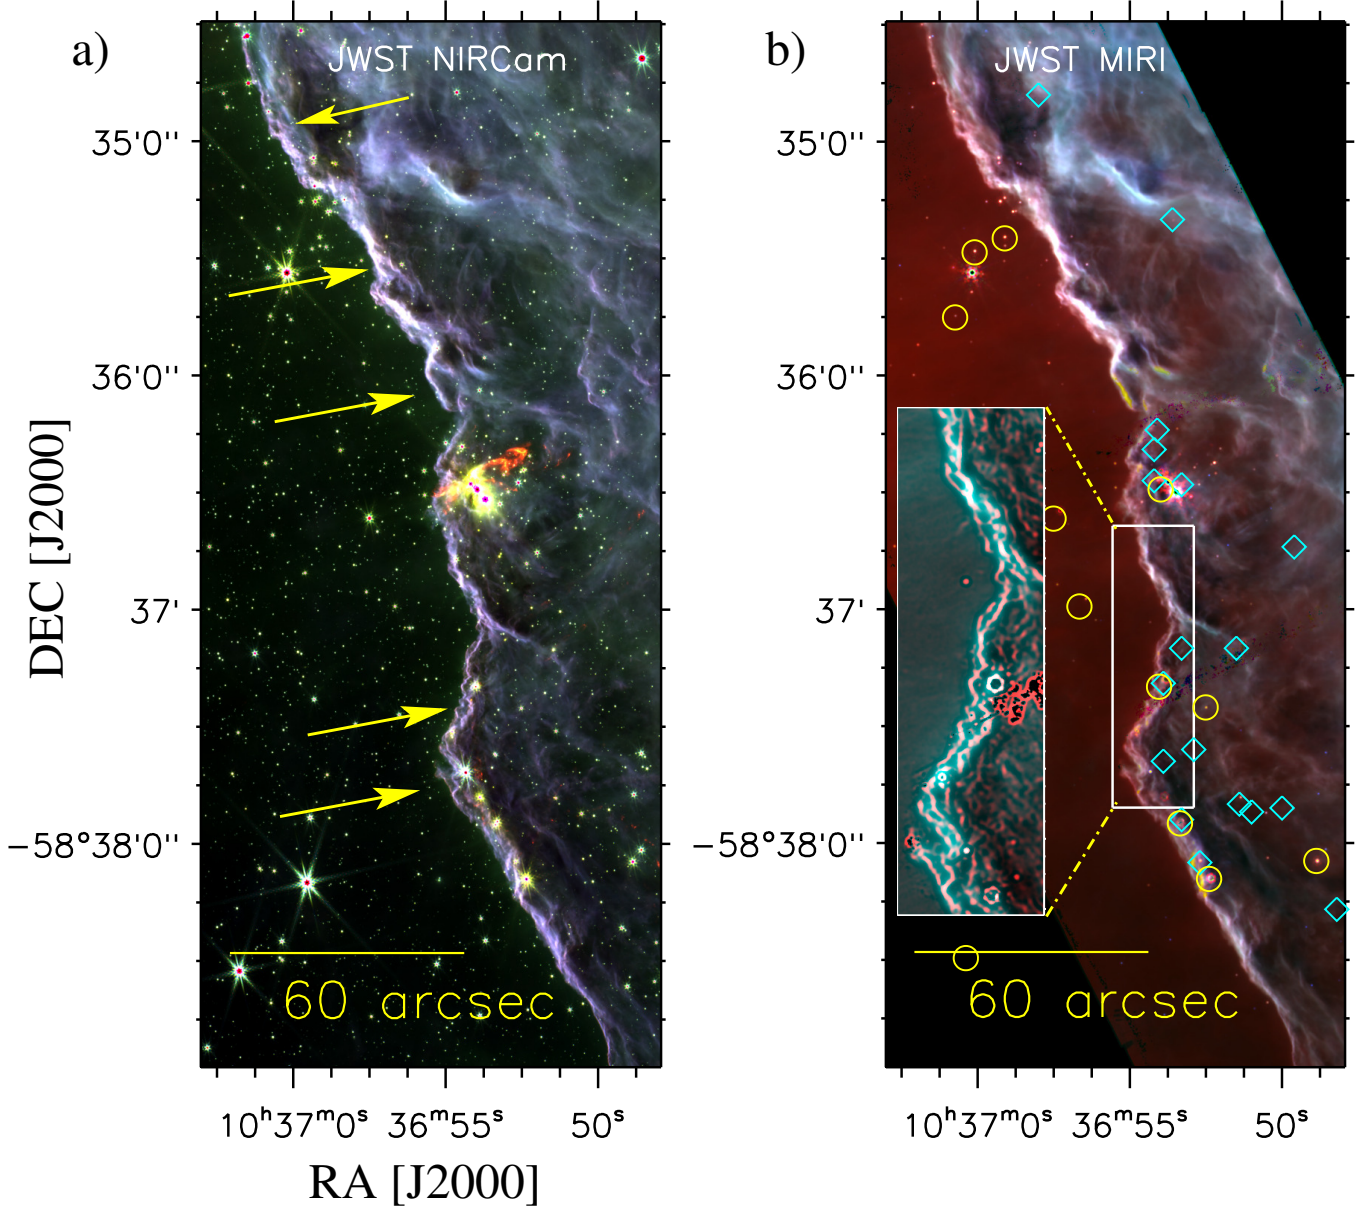 a)
JWST NIRCam
b)
JWST MIRI
35'0''
35'0''
36'0''
36'0''
37'
37'
−58°38'0''
−58°38'0''
DEC [J2000]
60 arcsec
60 arcsec
10ʰ37ᵐ0ˢ 36ᵐ55ˢ 50ˢ
10ʰ37ᵐ0ˢ 36ᵐ55ˢ 50ˢ
RA [J2000]